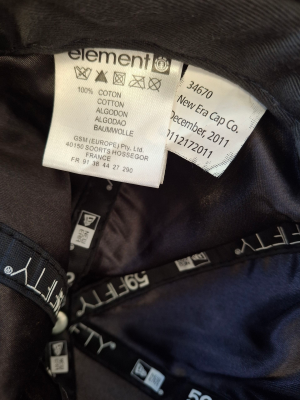 element
100% COTON
COTTON
ALGODON
ALGODAO
BAUMWOLLE
GSM (EUROPE) Pty. Ltd.
40150 SOORTS HOSSEGOR
FRANCE
FR 91 38 44 27 290
34670
New Era Cap Co.
December, 2011
0112172011
59FIFTY
59FIFTY®